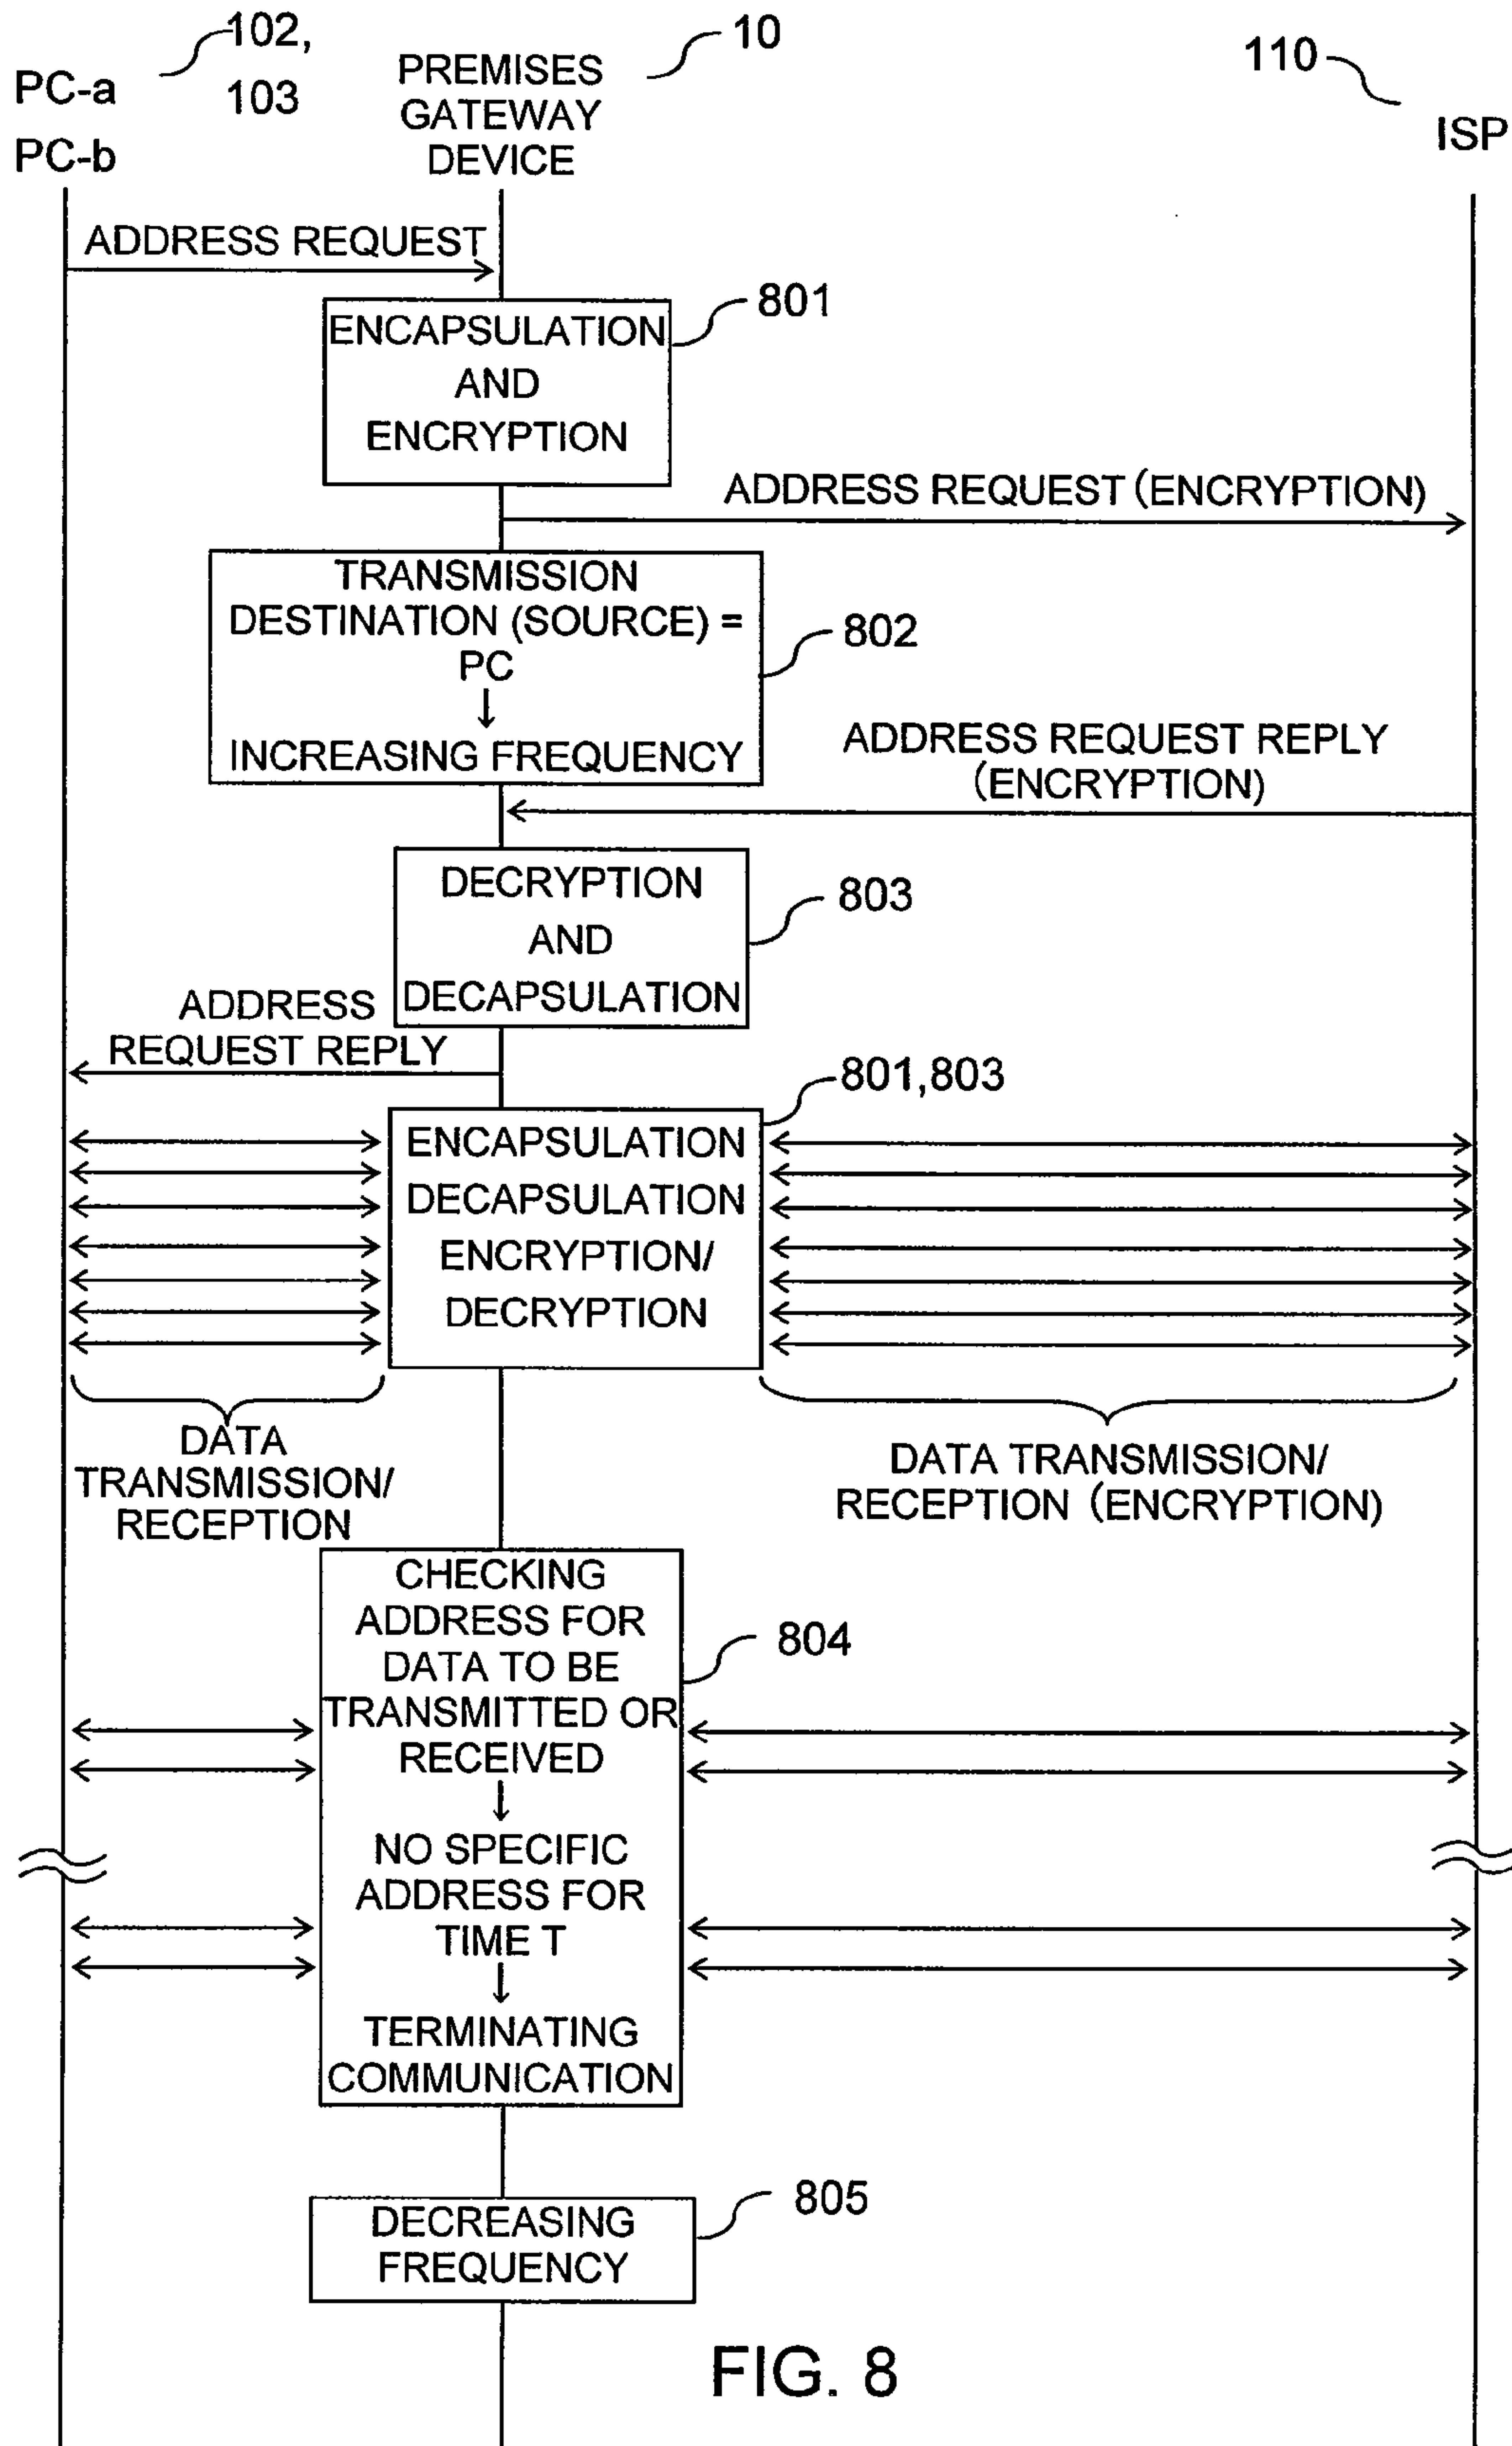 102,
103
PC-a
PC-b
PREMISES
GATEWAY
DEVICE
10
110
ISP
ADDRESS REQUEST
ENCAPSULATION
AND
ENCRYPTION
801
ADDRESS REQUEST (ENCRYPTION)
TRANSMISSION
DESTINATION (SOURCE) =
PC
↓
INCREASING FREQUENCY
802
ADDRESS REQUEST REPLY
(ENCRYPTION)
DECRYPTION
AND
DECAPSULATION
803
ADDRESS
REQUEST REPLY
801,803
ENCAPSULATION
DECAPSULATION
ENCRYPTION/
DECRYPTION
DATA
TRANSMISSION/
RECEPTION
DATA TRANSMISSION/
RECEPTION (ENCRYPTION)
CHECKING
ADDRESS FOR
DATA TO BE
TRANSMITTED OR
RECEIVED
↓
NO SPECIFIC
ADDRESS FOR
TIME T
↓
TERMINATING
COMMUNICATION
804
DECREASING
FREQUENCY
805
FIG. 8